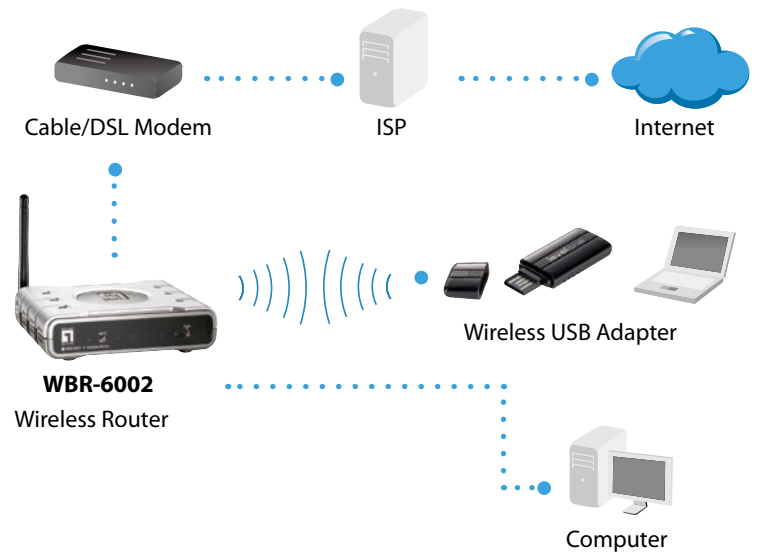 Cable/DSL Modem
ISP
Internet
Wireless USB Adapter
WBR-6002
Wireless Router
Computer